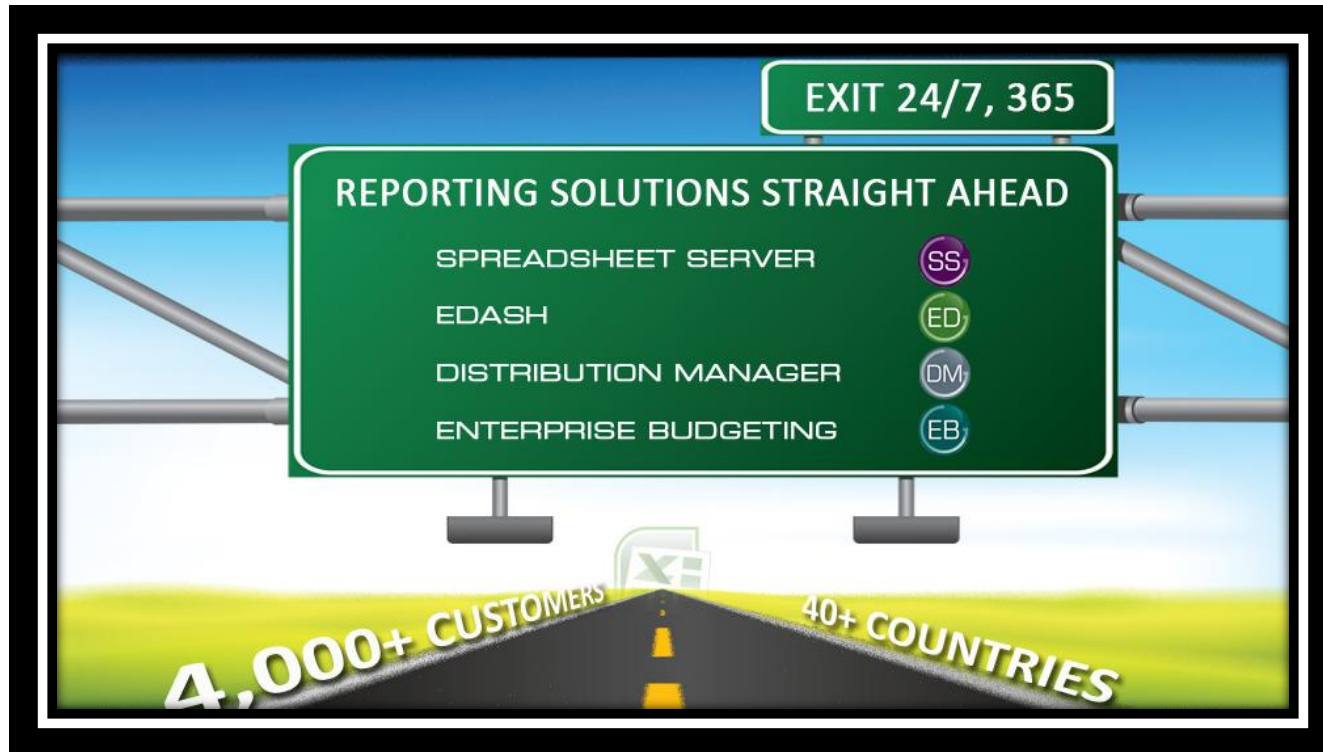 EXIT 24/7, 365
REPORTING SOLUTIONS STRAIGHT AHEAD
SPREADSHEET SERVER SS
EDASH ED
DISTRIBUTION MANAGER DM
ENTERPRISE BUDGETING EB
4,000+ CUSTOMERS
40+ COUNTRIES